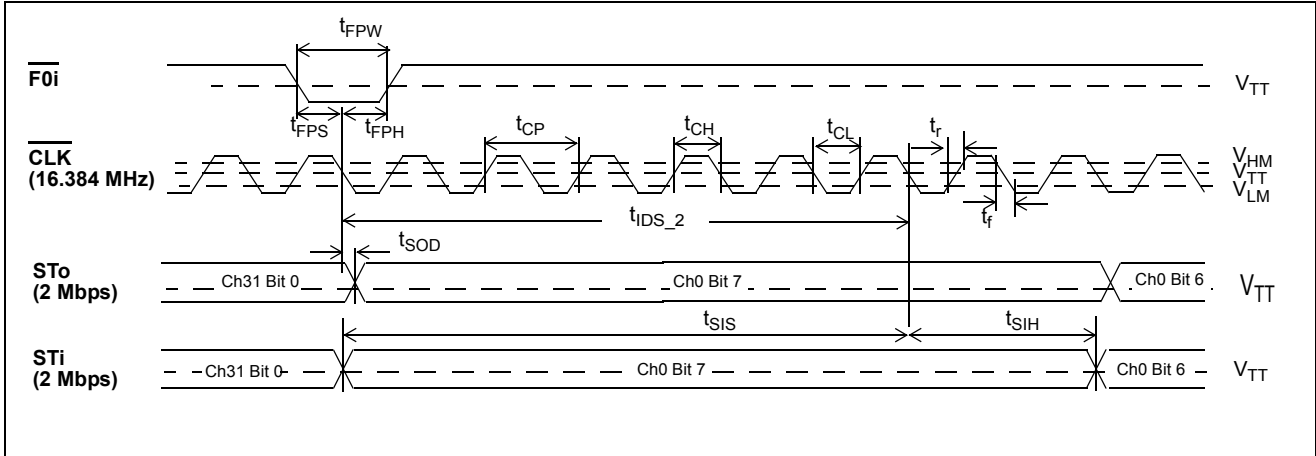 tFPW
F0i
VTT
tFPS
tFPH
tCP
tCH
tCL
tr
CLK
(16.384 MHz)
VHM
VTT
VLM
tIDS_2
tf
tSOD
STo
(2 Mbps)
Ch31 Bit 0
Ch0 Bit 7
Ch0 Bit 6
VTT
tSIS
tSIH
STi
(2 Mbps)
Ch31 Bit 0
Ch0 Bit 7
Ch0 Bit 6
VTT